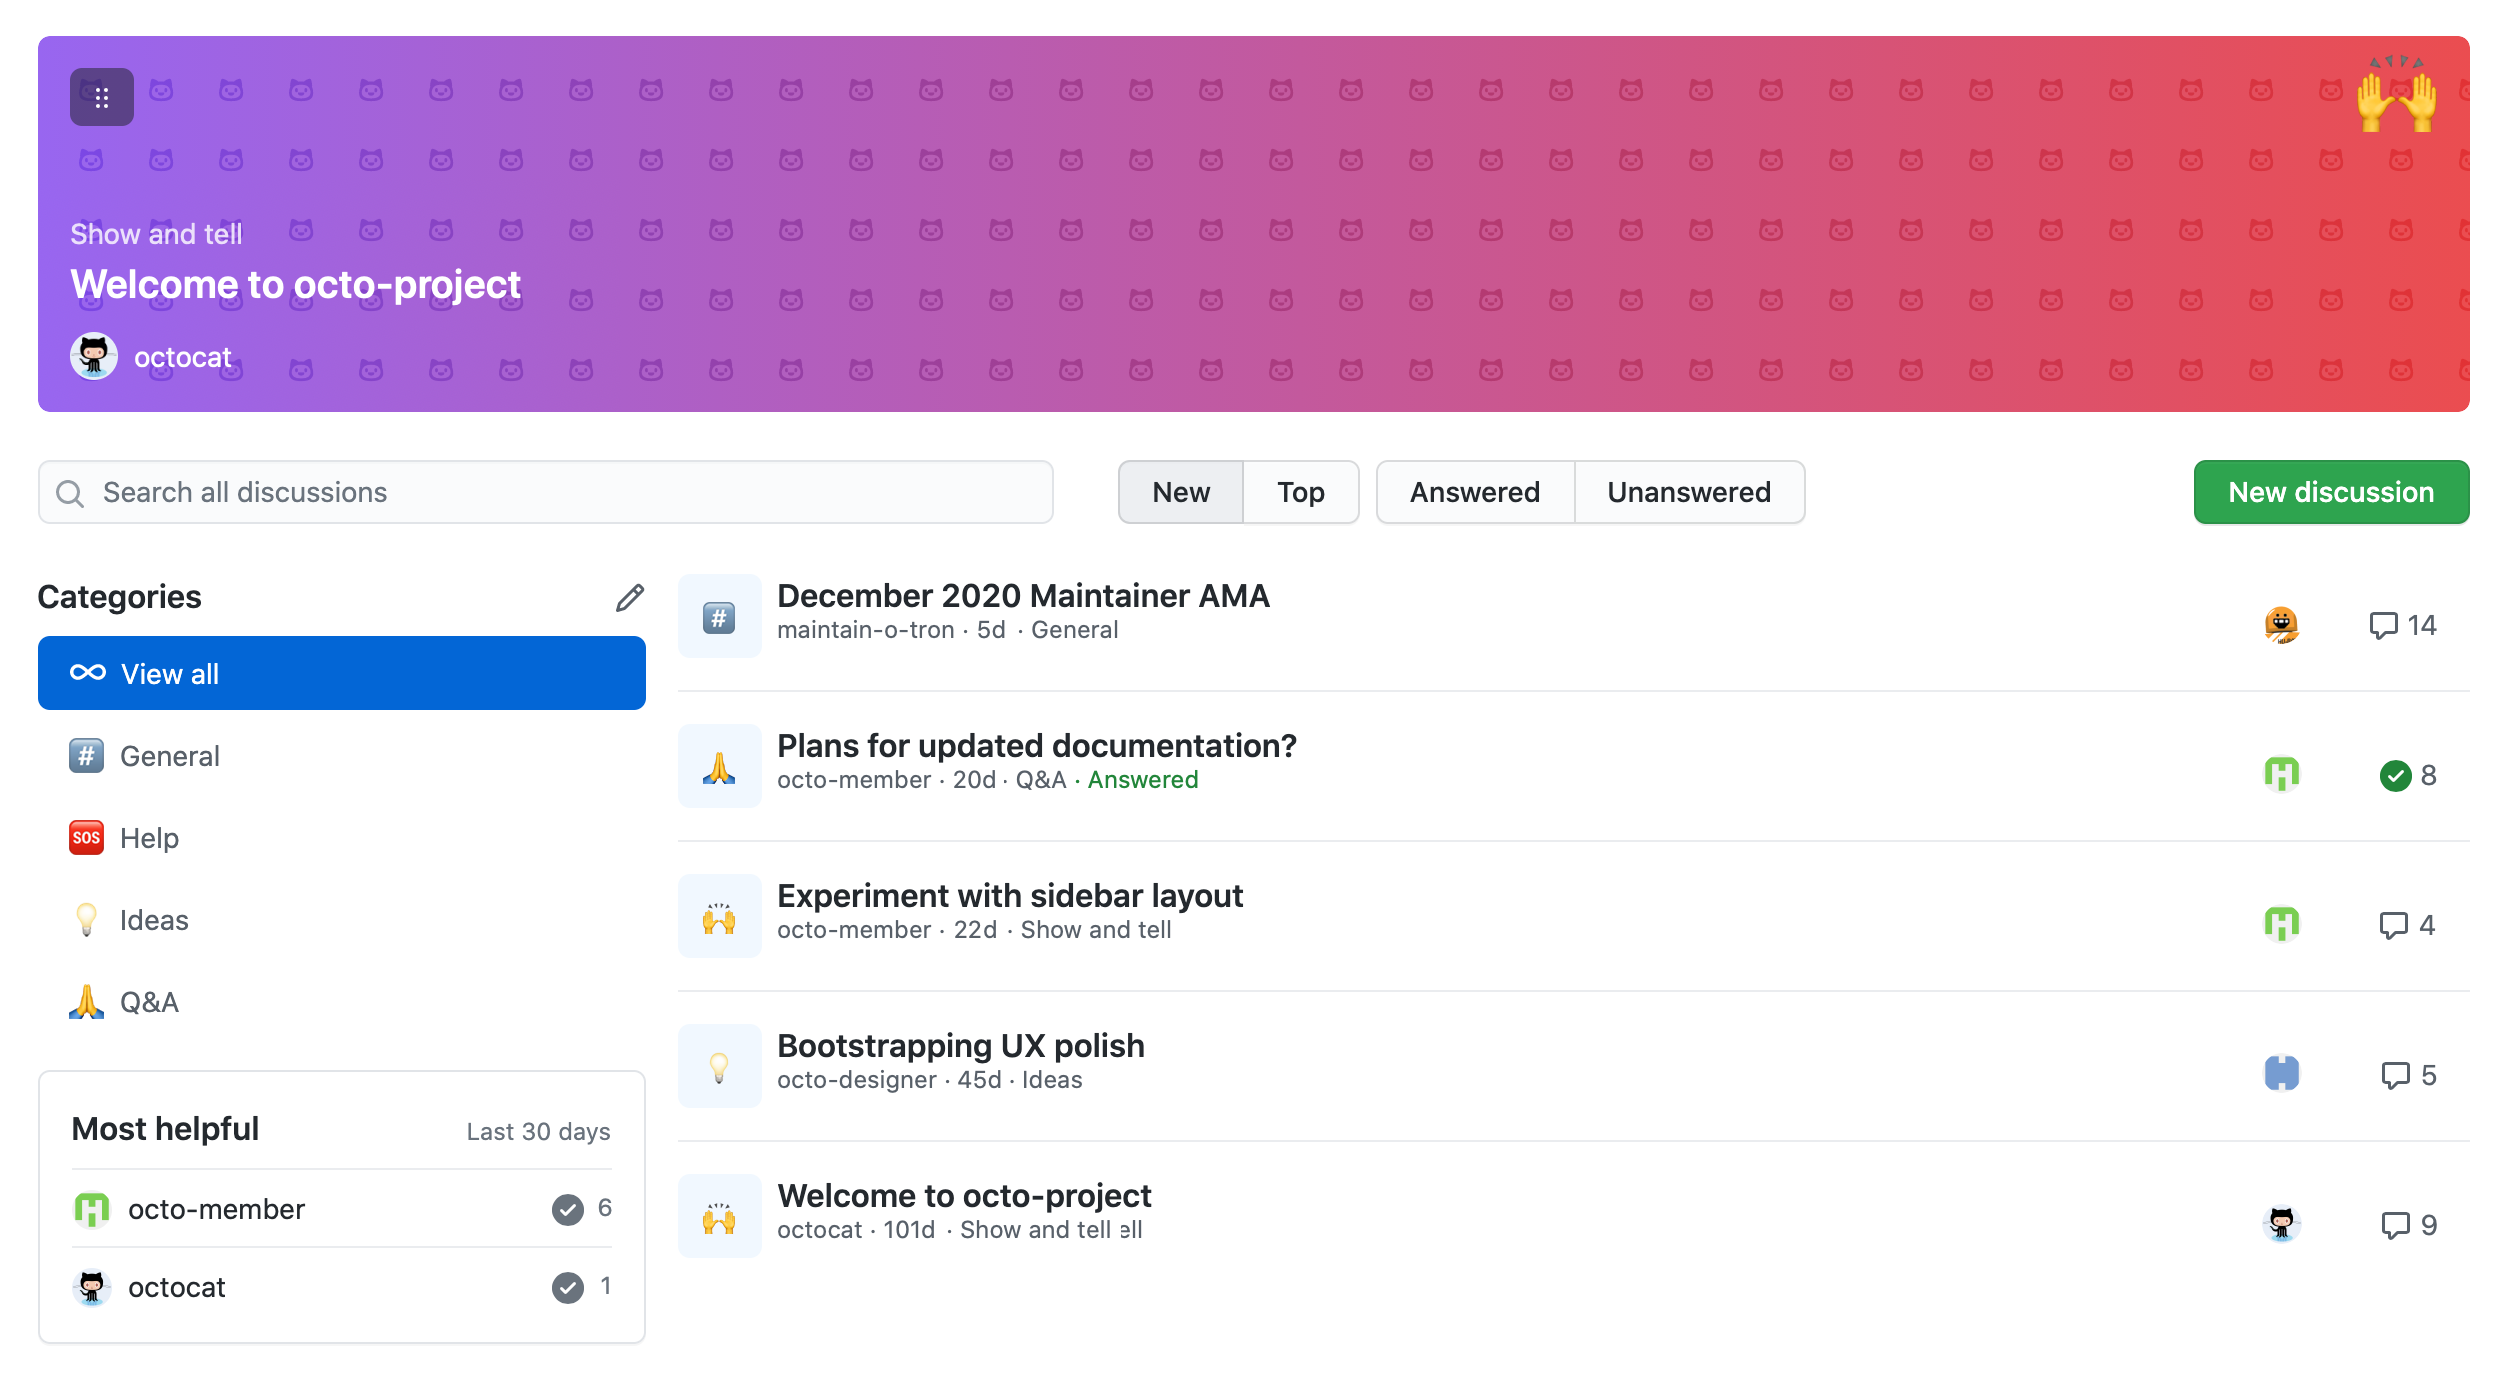 Show and tell
Welcome to octo-project
octocat
Search all discussions
New
Top
Answered
Unanswered
New discussion
Categories
View all
# General
SOS Help
Ideas
Q&A
Most helpful
Last 30 days
octo-member
6
octocat
1
# December 2020 Maintainer AMA
maintain-o-tron · 5d · General
14
Plans for updated documentation?
octo-member · 20d · Q&A · Answered
8
Experiment with sidebar layout
octo-member · 22d · Show and tell
4
Bootstrapping UX polish
octo-designer · 45d · Ideas
5
Welcome to octo-project
octocat · 101d · Show and tell ell
9